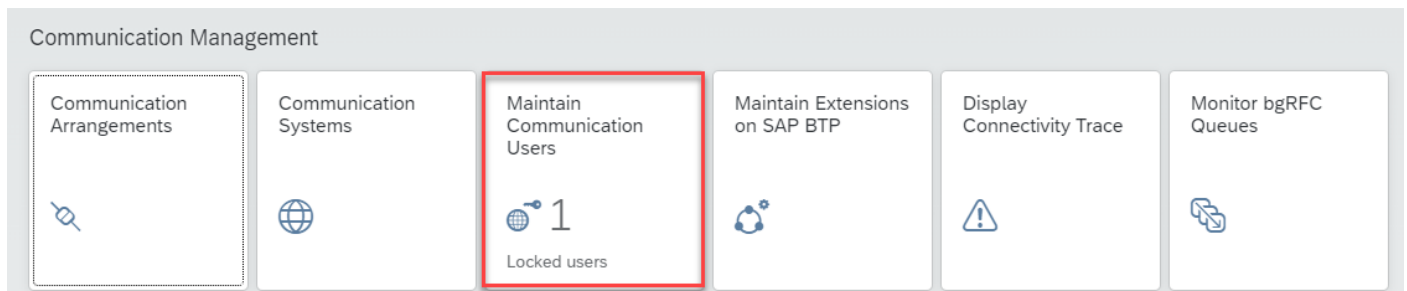 Communication Management
Communication
Arrangements
Communication
Systems
Maintain
Communication
Users
1
Locked users
Maintain Extensions
on SAP BTP
Display
Connectivity Trace
Monitor bgRFC
Queues